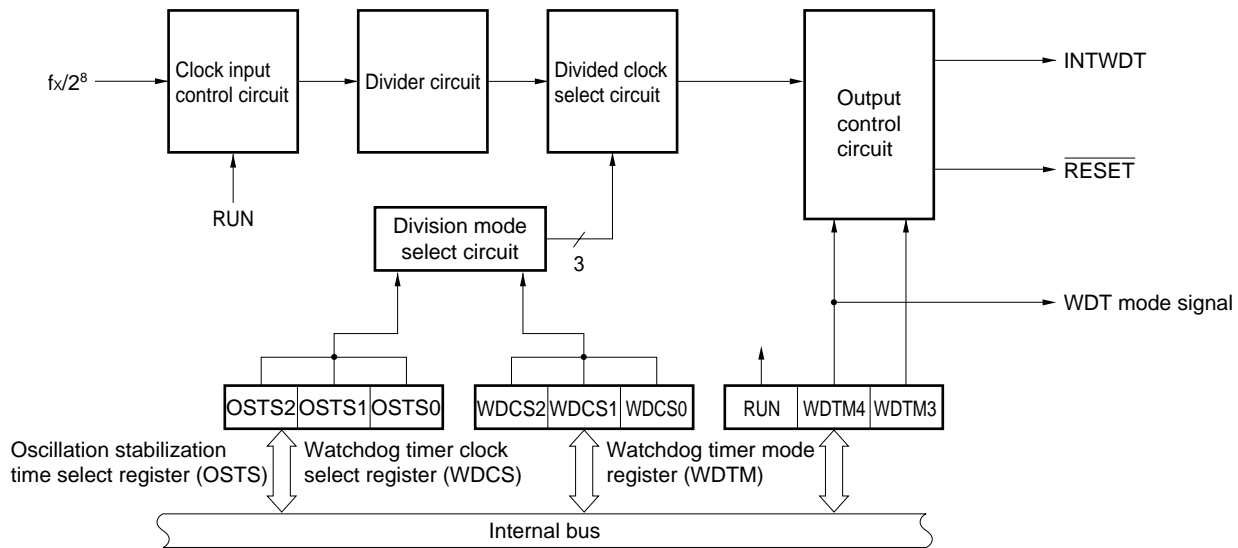 fx/2⁸
Clock input
control circuit
Divider circuit
Divided clock
select circuit
Output
control
circuit
INTWDT
RESET
RUN
Division mode
select circuit
3
WDT mode signal
OSTS2 OSTS1 OSTS0
WDCS2 WDCS1 WDCS0
RUN WDTM4 WDTM3
Oscillation stabilization
time select register (OSTS)
Watchdog timer clock
select register (WDCS)
Watchdog timer mode
register (WDTM)
Internal bus